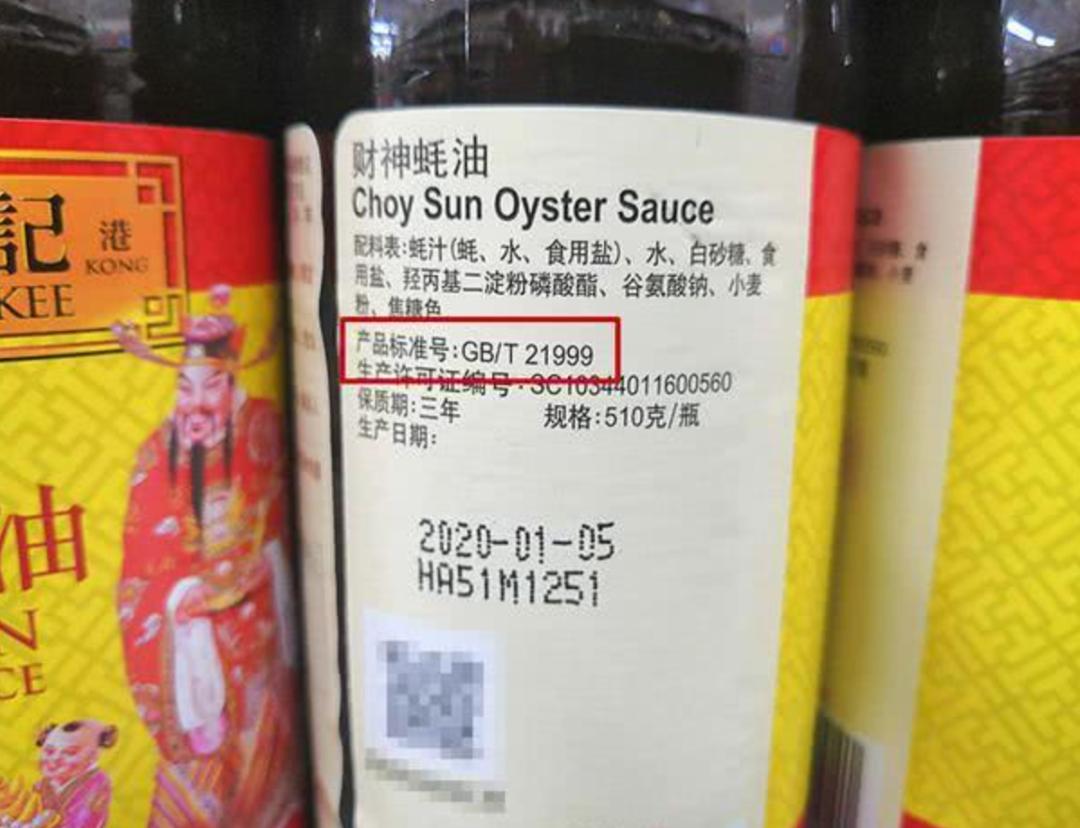 記
港
KONG
KEE
油
N
CE
财神蚝油
Choy Sun Oyster Sauce
配料表:蚝汁(蚝、水、食用盐)、水、白砂糖、食
用盐、羟丙基二淀粉磷酸酯、谷氨酸钠、小麦
粉、焦糖色
产品标准号:GB/T 21999
生产许可证编号:SC10344011600560
保质期:三年 规格:510克/瓶
生产日期:
2020-01-05
HA51M1251